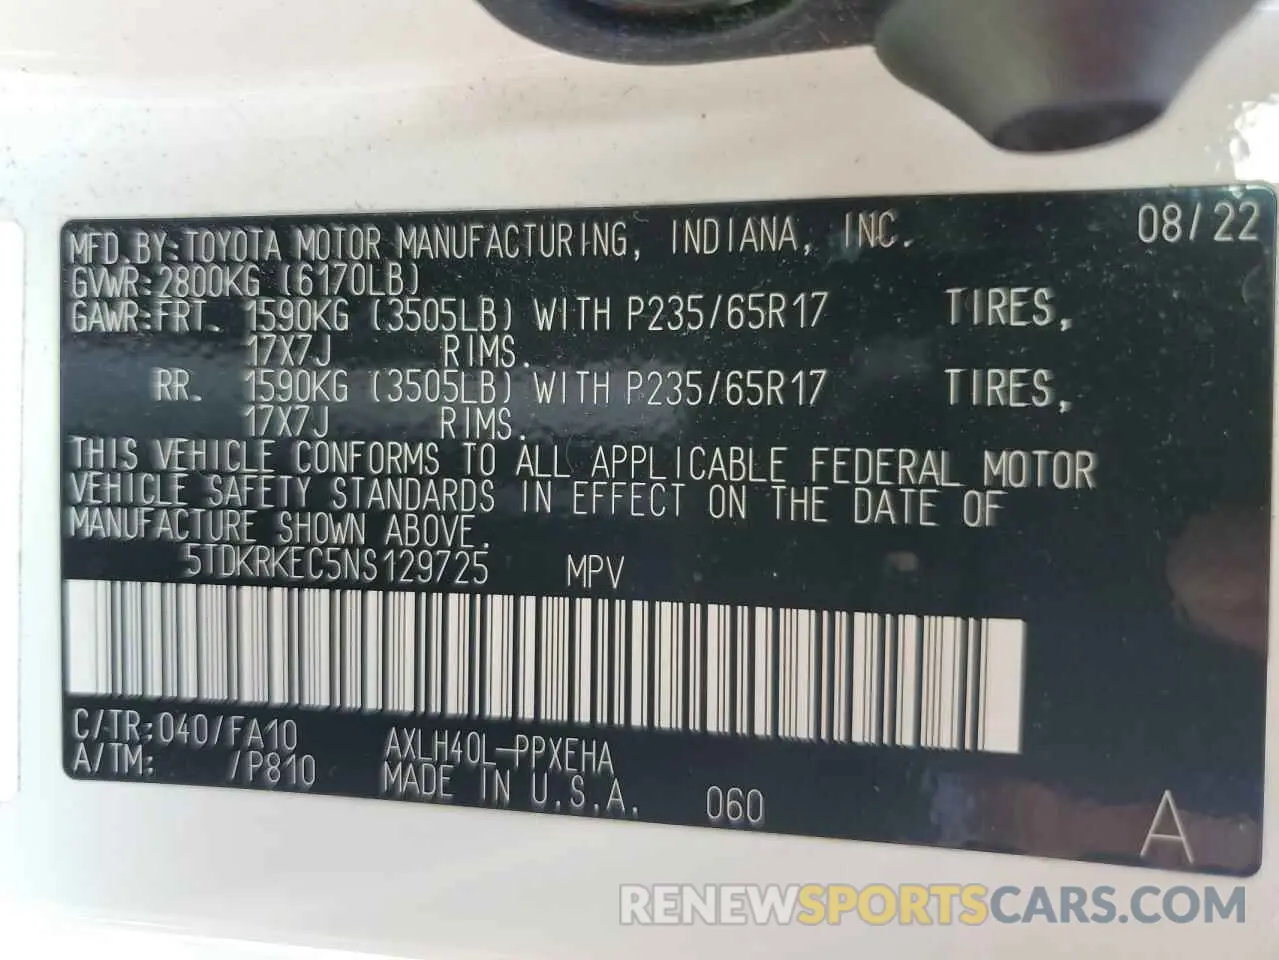 MFD.BY:TOYOTA MOTOR MANUFACTURING, INDIANA, INC. 08/22
GVWR:2800KG (6170LB)
GAWR:FRT. 1590KG (3505LB) WITH P235/65R17 TIRES,
17X7J RIMS.
RR. 1590KG (3505LB) WITH P235/65R17 TIRES,
17X7J RIMS.
THIS VEHICLE CONFORMS TO ALL APPLICABLE FEDERAL MOTOR
VEHICLE SAFETY STANDARDS IN EFFECT ON THE DATE OF
MANUFACTURE SHOWN ABOVE.
5TDKRKEC5NS129725 MPV
C/TR:040/FA10 AXLH40L-PPXEHA
A/TM: /P810 MADE IN U.S.A. 060 A
RENEWSPORTSCARS.COM